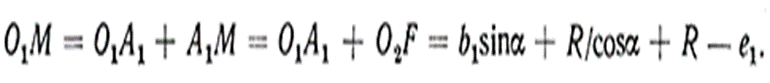 O₁M = O₁A₁ + A₁M = O₁A₁ + O₂F = b₁sinα + R/cosα + R − e₁.